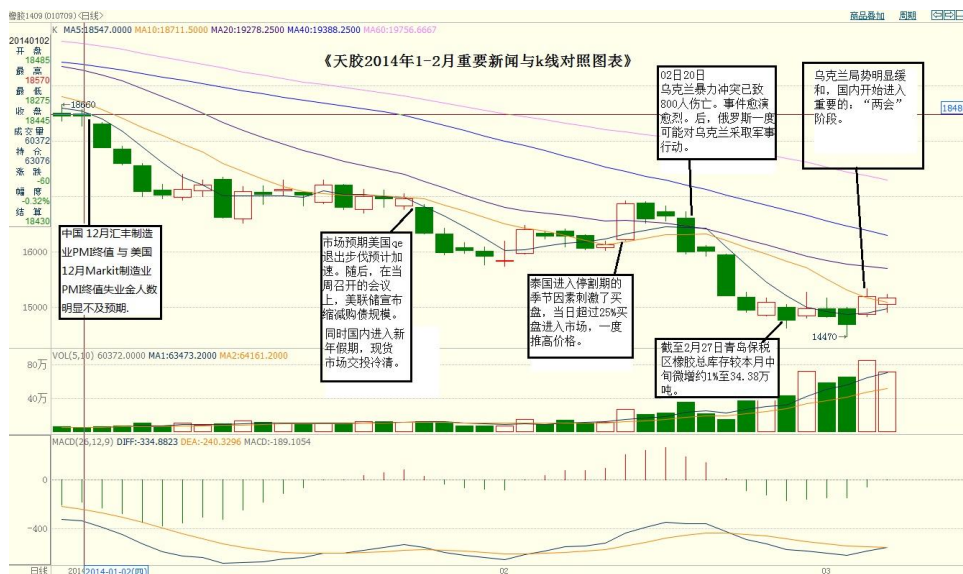 橡胶1409 (010709) <日线>
商品叠加 周期
K MA5:18547.0000 MA10:18711.5000 MA20:19278.2500 MA40:19388.2500 MA60:19756.6667
20140102
开 盘
18485
最 高
18570
最 低
18275
收 盘
18445
成交量
60372
持 仓
63076
涨 跌
-60
幅 度
-0.32%
结 算
18430
《天胶2014年1-2月重要新闻与k线对照图表》
18660
1848
16000
15000
14470
中国 12月汇丰制造
业PMI终值 与 美国
12月Markit制造业
PMI终值失业金人数
明显不及预期.
市场预期美国qe
退出步伐预计加
速。随后，在当
周召开的会议
上，美联储宣布
缩减购债规模。
同时国内进入新
年假期，现货
市场交投冷清。
泰国进入停割期的
季节因素刺激了买
盘，当日超过25%买
盘进入市场，一度
推高价格。
02日20日
乌克兰暴力冲突已致
800人伤亡。事件愈演
愈烈。后，俄罗斯一度
可能对乌克兰采取军事
行动。
截至2月27日青岛保税
区橡胶总库存较本月中
旬微增约1%至34.38万
吨。
乌克兰局势明显缓
和，国内开始进入
重要的：“两会”
阶段。
VOL(5,10) 60372.0000 MA1:63473.2000 MA2:64161.2000
80万
40万
MACD(26,12,9) DIFF:-334.8823 DEA:-240.3296 MACD:-189.1054
0
-400
日线
2014-01-02(四)
02
03